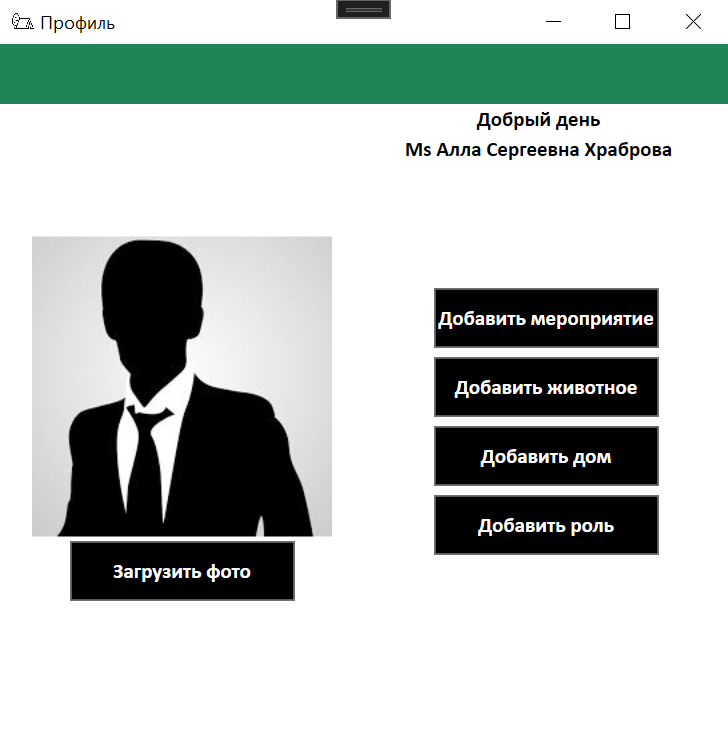 Профиль
Добрый день
Ms Алла Сергеевна Храброва
Добавить мероприятие
Добавить животное
Добавить дом
Добавить роль
Загрузить фото